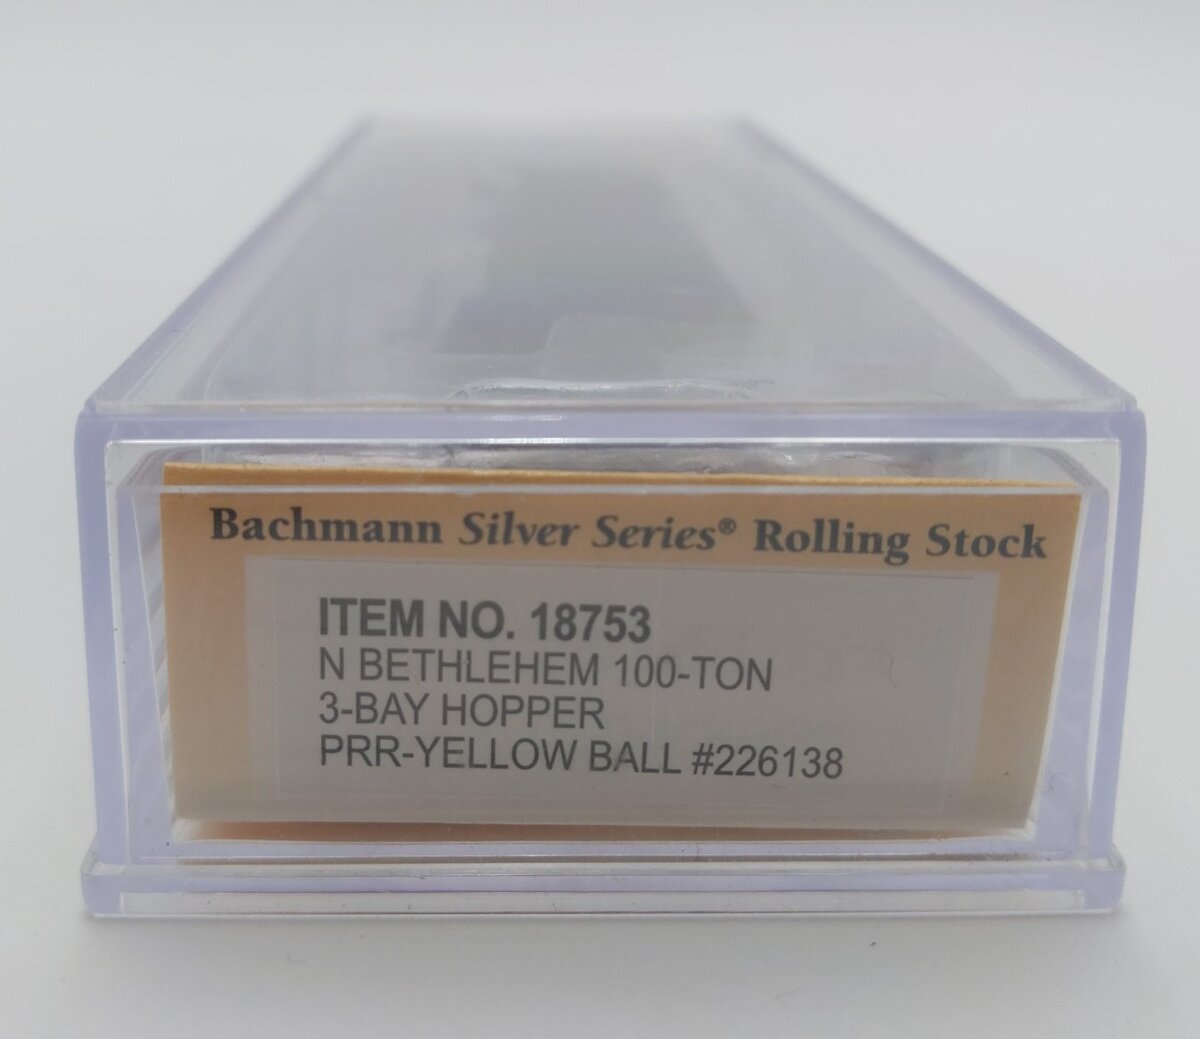 Bachmann Silver Series® Rolling Stock
ITEM NO. 18753
N BETHLEHEM 100-TON
3-BAY HOPPER
PRR-YELLOW BALL #226138